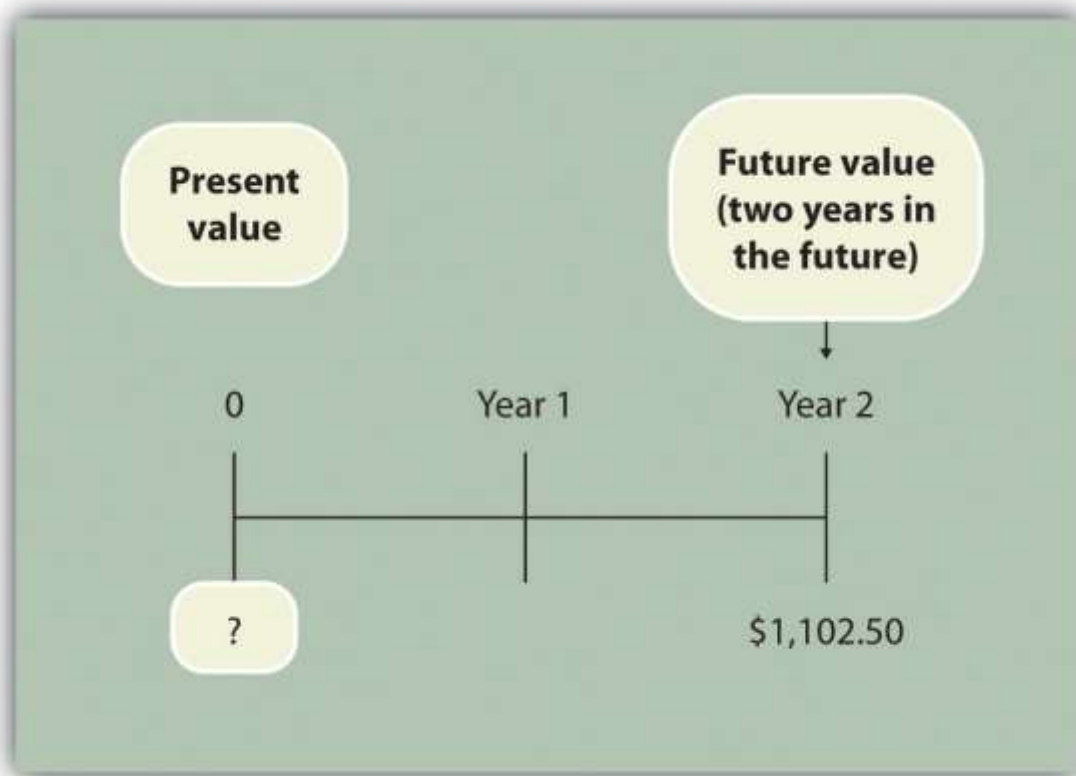 Present
value
Future value
(two years in
the future)
0
Year 1
Year 2
?
$1,102.50